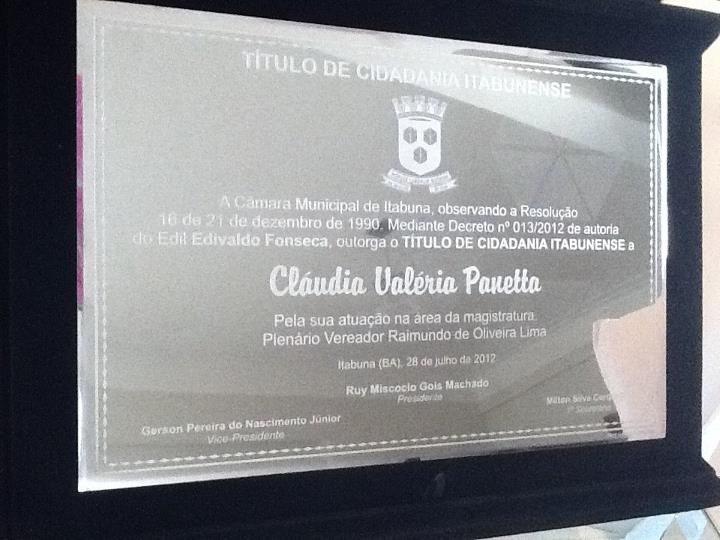 TÍTULO DE CIDADANIA ITABUNENSE
A Câmara Municipal de Itabuna, observando a Resolução
16 de 21 de dezembro de 1990. Mediante Decreto nº 013/2012 de autoria
do Edil Edivaldo Fonseca, outorga o TÍTULO DE CIDADANIA ITABUNENSE a
Cláudia Valéria Panetta
Pela sua atuação na área da magistratura.
Plenário Vereador Raimundo de Oliveira Lima
Itabuna (BA), 28 de julho de 2012
Ruy Miscocio Gois Machado
Presidente
Milton Silva
1º
Gerson Pereira do Nascimento Júnior
Vice-Presidente